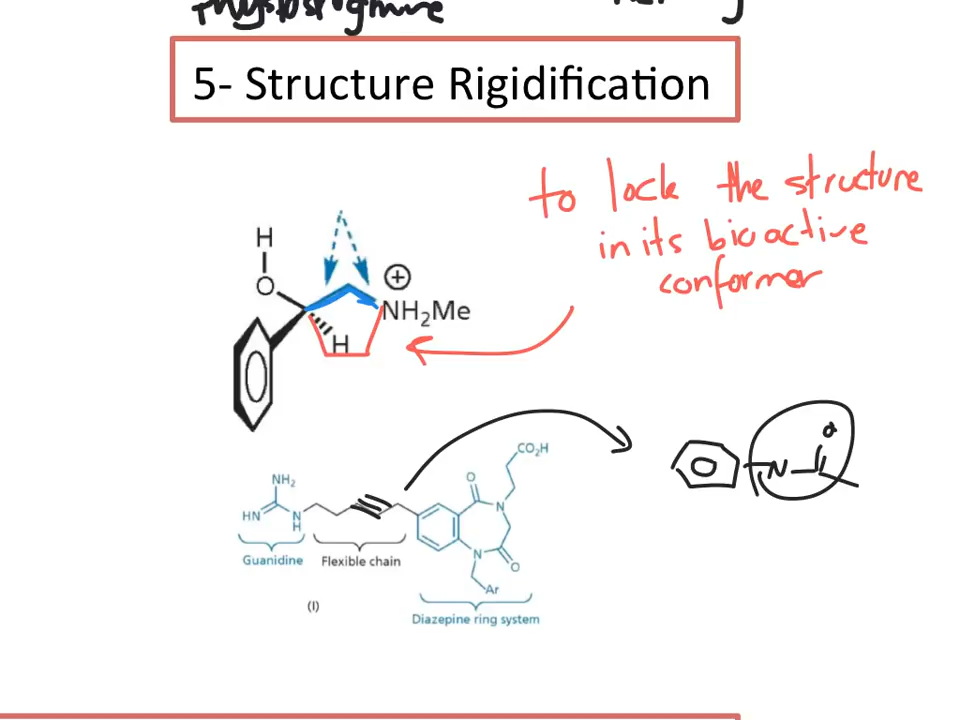 physiostigmine
5- Structure Rigidification
to lock the structure
in its bioactive
conformer
H
O
NH2Me
H
N
O
CO2H
O
NH2
HN
N
H
N
N
O
Ar
Guanidine
Flexible chain
Diazepine ring system
(I)